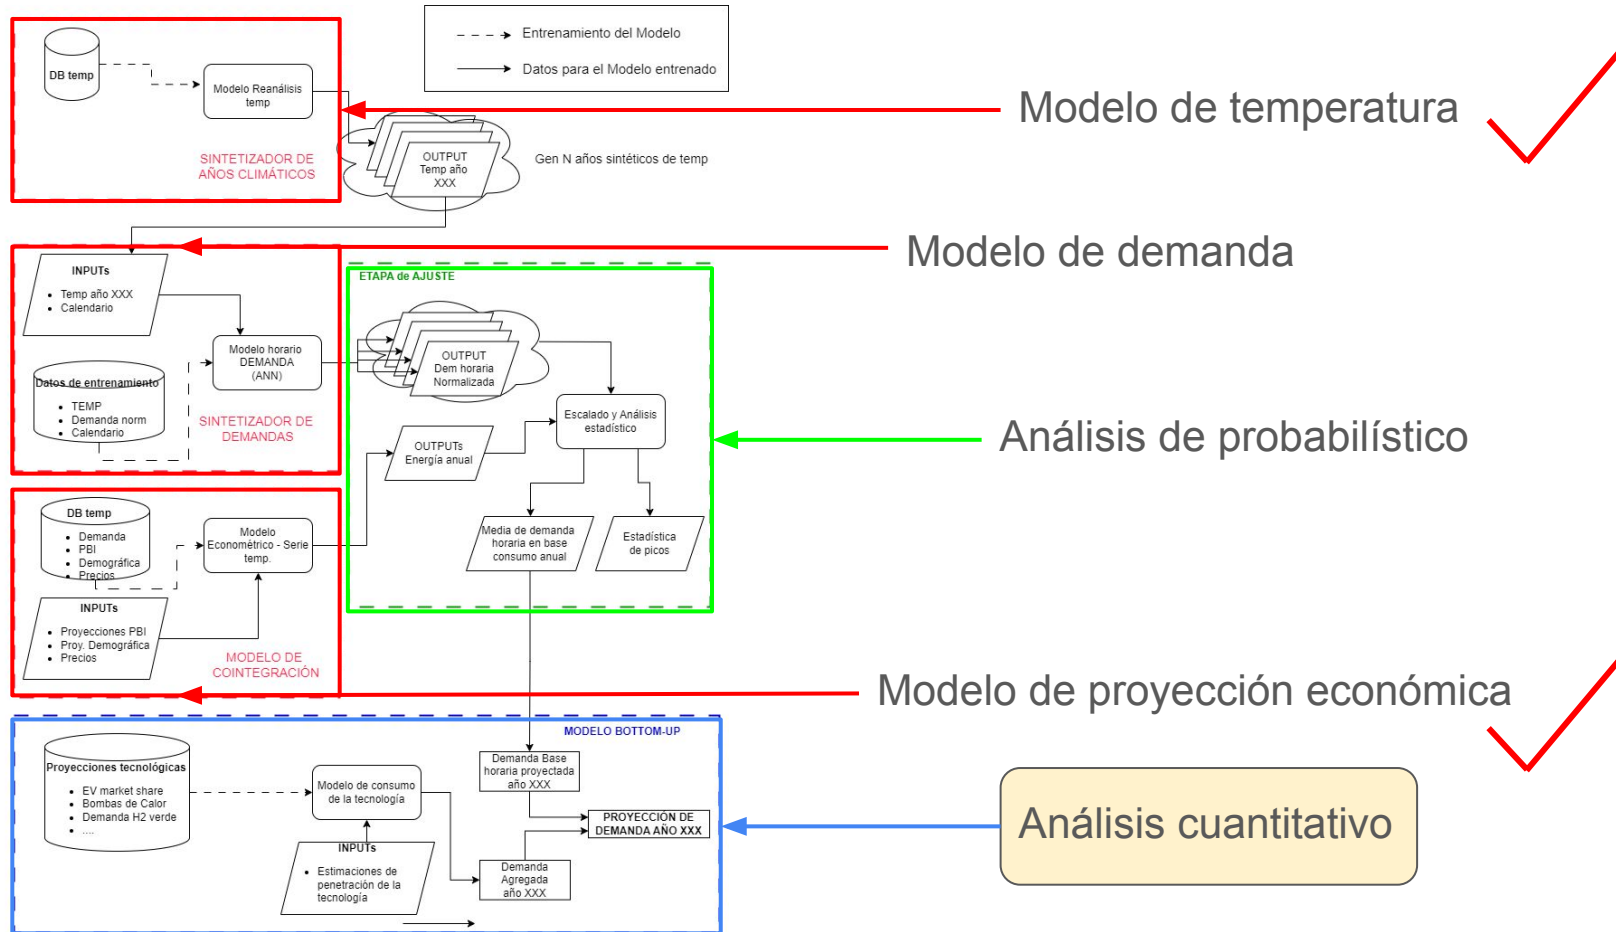 Entrenamiento del Modelo
Datos para el Modelo entrenado
DB temp
Modelo Reanálisis
temp
SINTETIZADOR DE
AÑOS CLIMÁTICOS
OUTPUT
Temp año
XXX
Gen N años sintéticos de temp
Modelo de temperatura
Modelo de demanda
INPUTs
Temp año XXX
Calendario
Modelo horario
DEMANDA
(ANN)
Datos de entrenamiento
TEMP
Demanda norm
Calendario
SINTETIZADOR DE
DEMANDAS
ETAPA de AJUSTE
OUTPUT
Dem horaria
Normalizada
Escalado y Análisis
estadístico
OUTPUTs
Energía anual
Media de demanda
horaria en base
consumo anual
Estadística
de picos
Análisis de probabilístico
DB temp
Demanda
PBI
Demográfica
Precios
Modelo
Econométrico - Serie
temp.
INPUTs
Proyecciones PBI
Proy. Demográfica
Precios
MODELO DE
COINTEGRACIÓN
Modelo de proyección económica
MODELO BOTTOM-UP
Proyecciones tecnológicas
EV market share
Bombas de Calor
Demanda H2 verde
....
Modelo de consumo
de la tecnología
INPUTs
Estimaciones de
penetración de la
tecnología
Demanda Base
horaria proyectada
año XXX
PROYECCIÓN DE
DEMANDA AÑO XXX
Demanda
Agregada
año XXX
Análisis cuantitativo